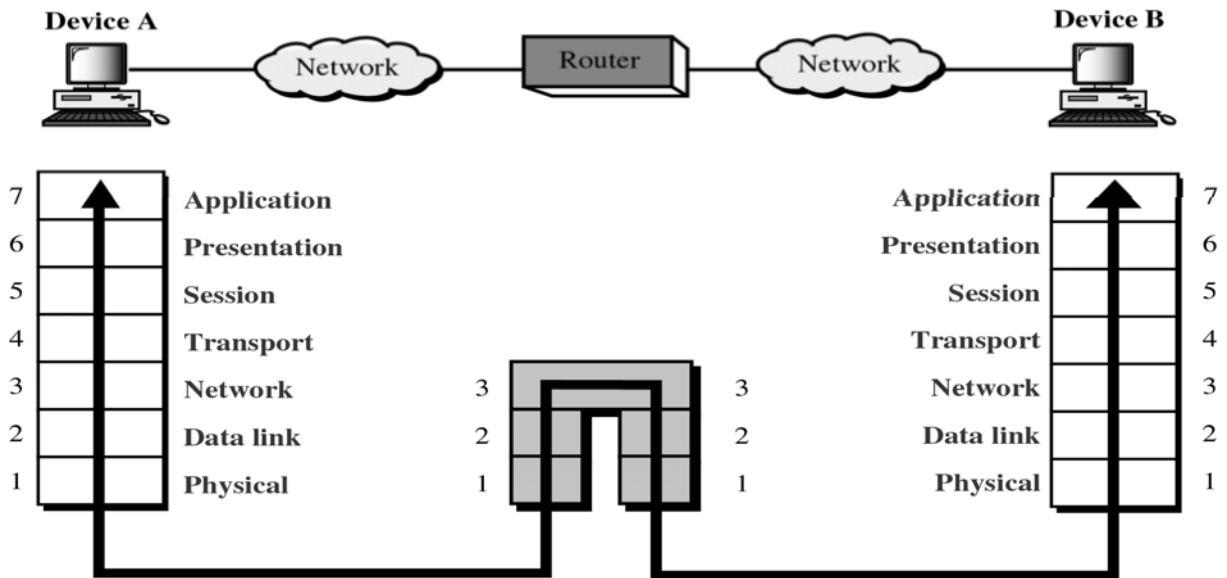 Device A
Device B
Network
Router
Network
7 Application
6 Presentation
5 Session
4 Transport
3 Network
2 Data link
1 Physical
3 3
2 2
1 1
Application 7
Presentation 6
Session 5
Transport 4
Network 3
Data link 2
Physical 1